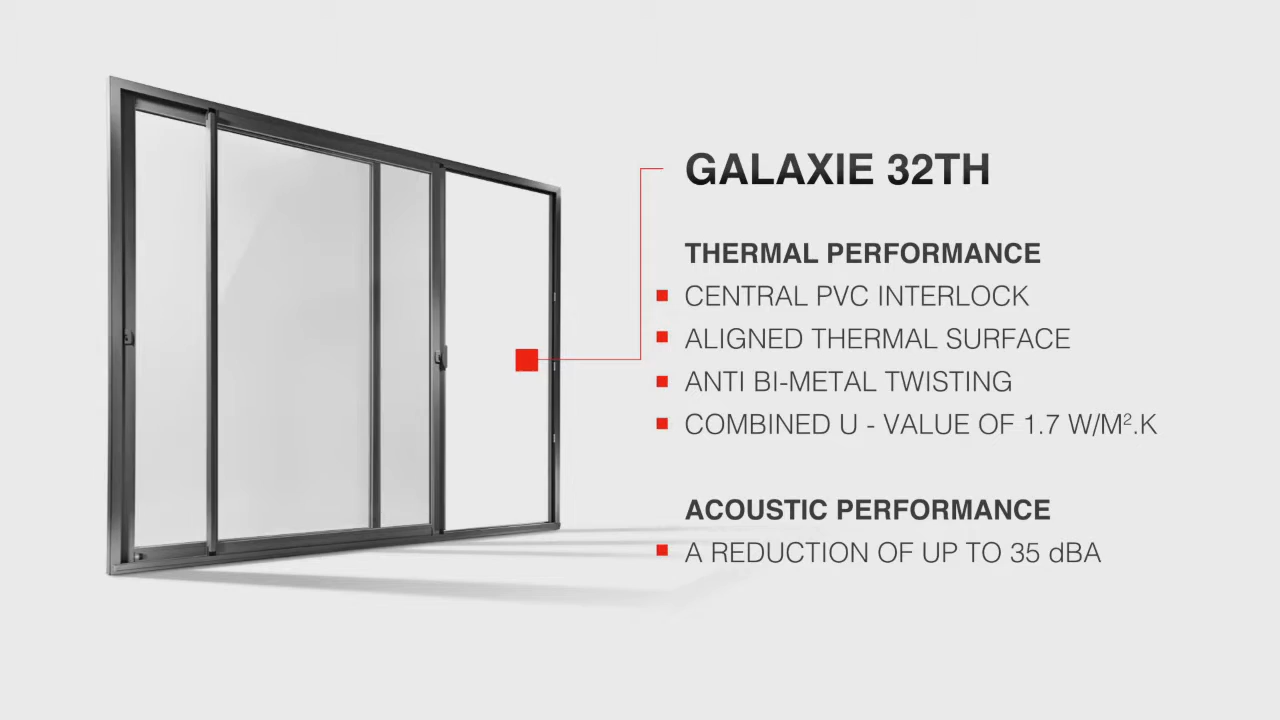 GALAXIE 32TH
THERMAL PERFORMANCE
CENTRAL PVC INTERLOCK
ALIGNED THERMAL SURFACE
ANTI BI-METAL TWISTING
COMBINED U - VALUE OF 1.7 W/M².K
ACOUSTIC PERFORMANCE
A REDUCTION OF UP TO 35 dBA